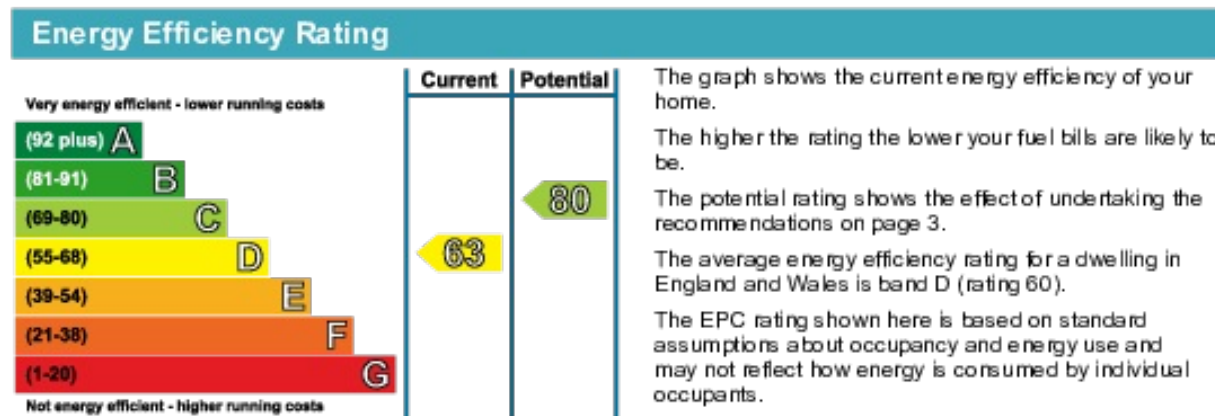 Energy Efficiency Rating
Current
Potential
Very energy efficient - lower running costs
(92 plus) A
(81-91) B
(69-80) C
(55-68) D
(39-54) E
(21-38) F
(1-20) G
Not energy efficient - higher running costs
63
80
The graph shows the current energy efficiency of your
home.
The higher the rating the lower your fuel bills are likely to
be.
The potential rating shows the effect of undertaking the
recommendations on page 3.
The average energy efficiency rating for a dwelling in
England and Wales is band D (rating 60).
The EPC rating shown here is based on standard
assumptions about occupancy and energy use and
may not reflect how energy is consumed by individual
occupants.